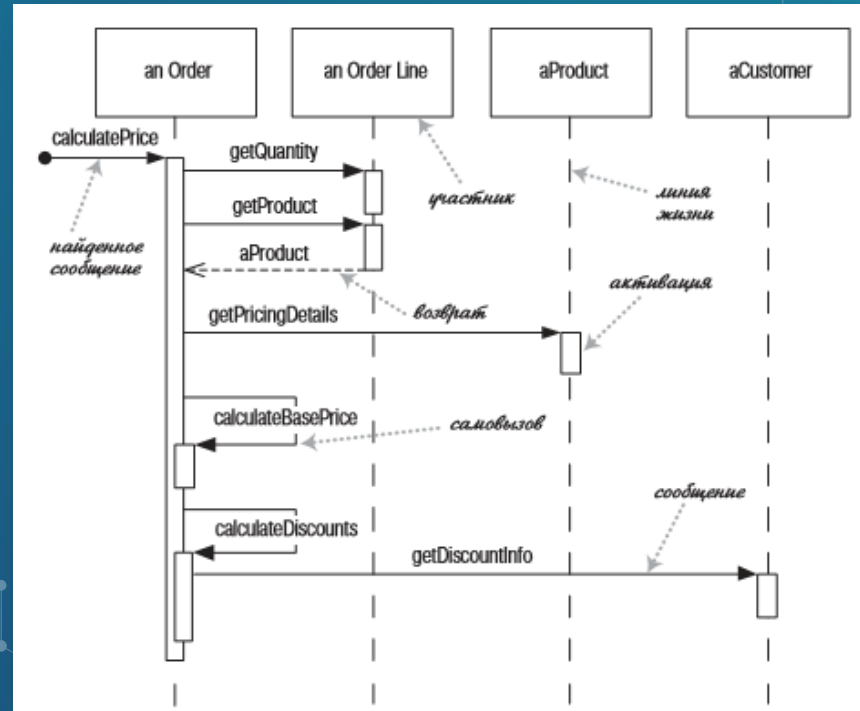 an Order
an Order Line
aProduct
aCustomer
calculatePrice
getQuantity
участник
линия
жизни
getProduct
найденное
сообщение
aProduct
возврат
активация
getPricingDetails
calculateBasePrice
самовызов
сообщение
calculateDiscounts
getDiscountInfo